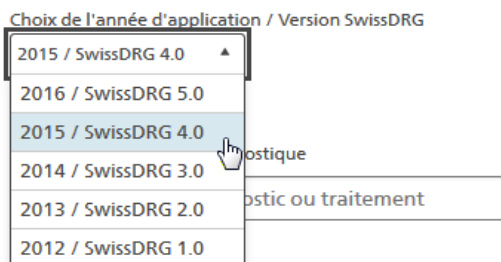 Choix de l'année d'application / Version SwissDRG
2015 / SwissDRG 4.0
2016 / SwissDRG 5.0
2015 / SwissDRG 4.0
ostique
2014 / SwissDRG 3.0
ostic ou traitement
2013 / SwissDRG 2.0
2012 / SwissDRG 1.0